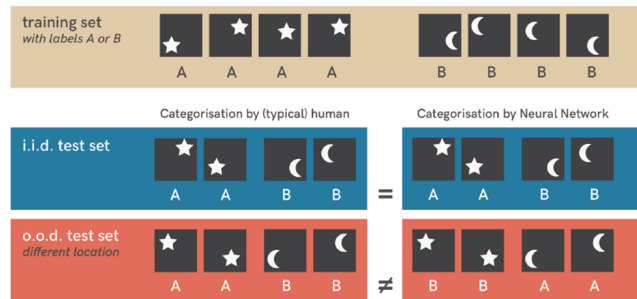 training set
with labels A or B
A A A A B B B B
Categorisation by (typical) human Categorisation by Neural Network
i.i.d. test set
A A B B = A A B B
o.o.d. test set
different location
A A B B ≠ B B A A